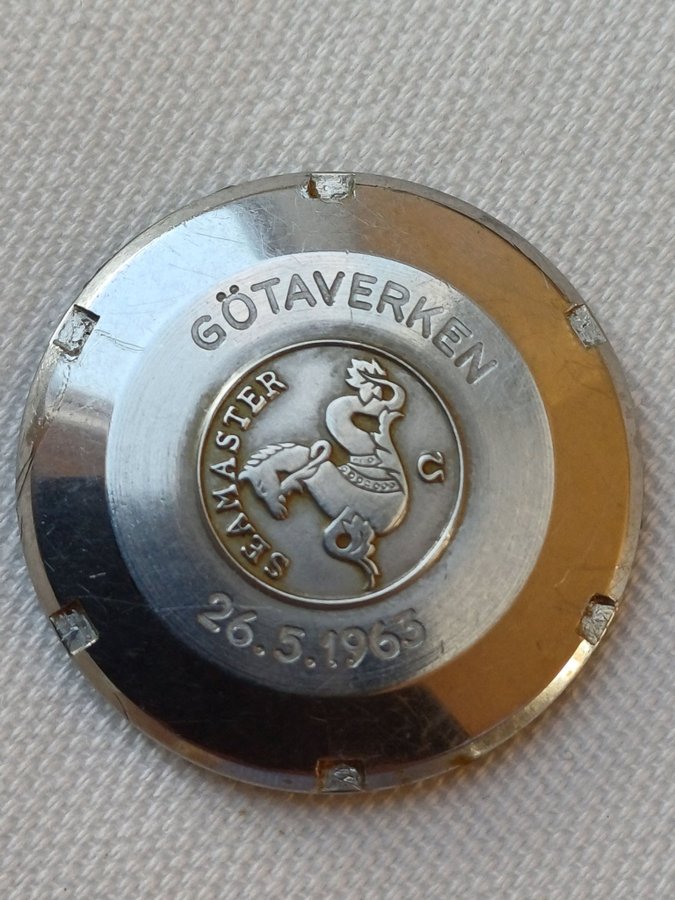 GÖTAVERKEN
SEAMASTER
Ω
26.5.1963